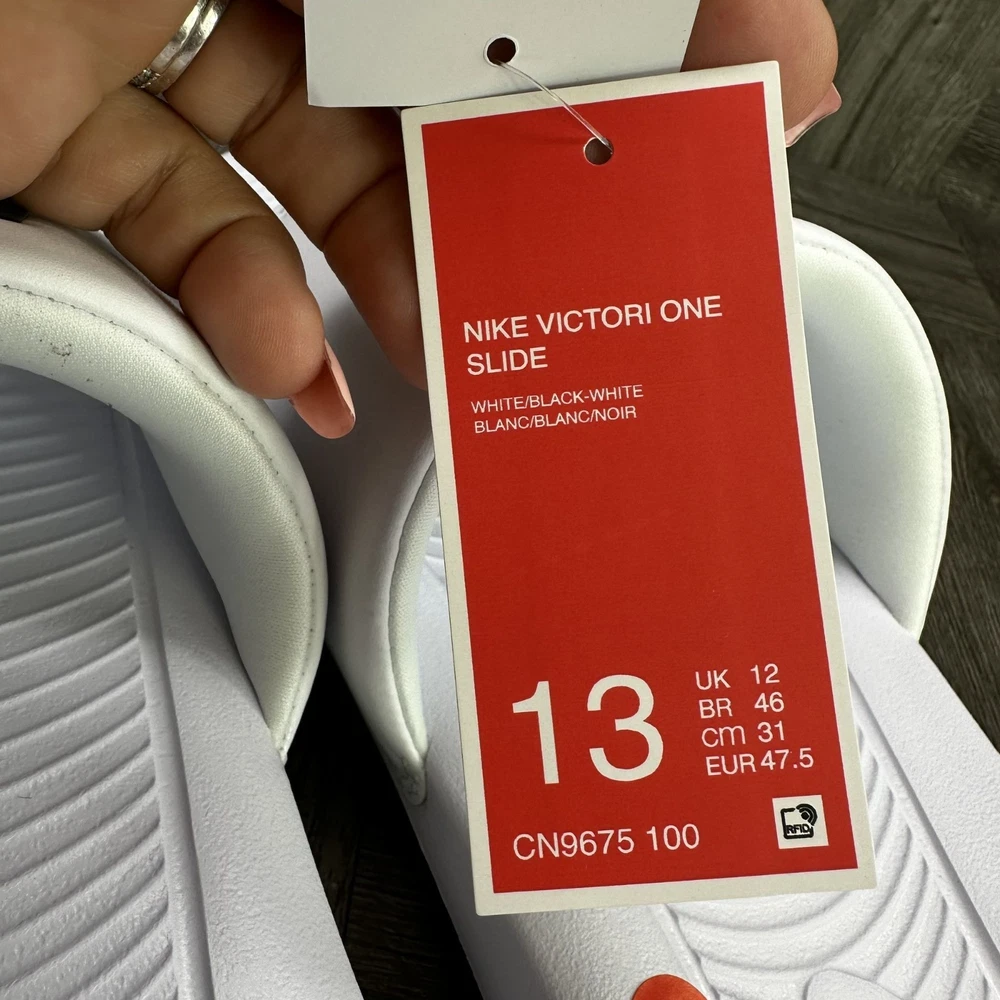 NIKE VICTORI ONE
SLIDE
WHITE/BLACK-WHITE
BLANC/BLANC/NOIR
13
UK 12
BR 46
cm 31
EUR 47.5
CN9675 100
RFID